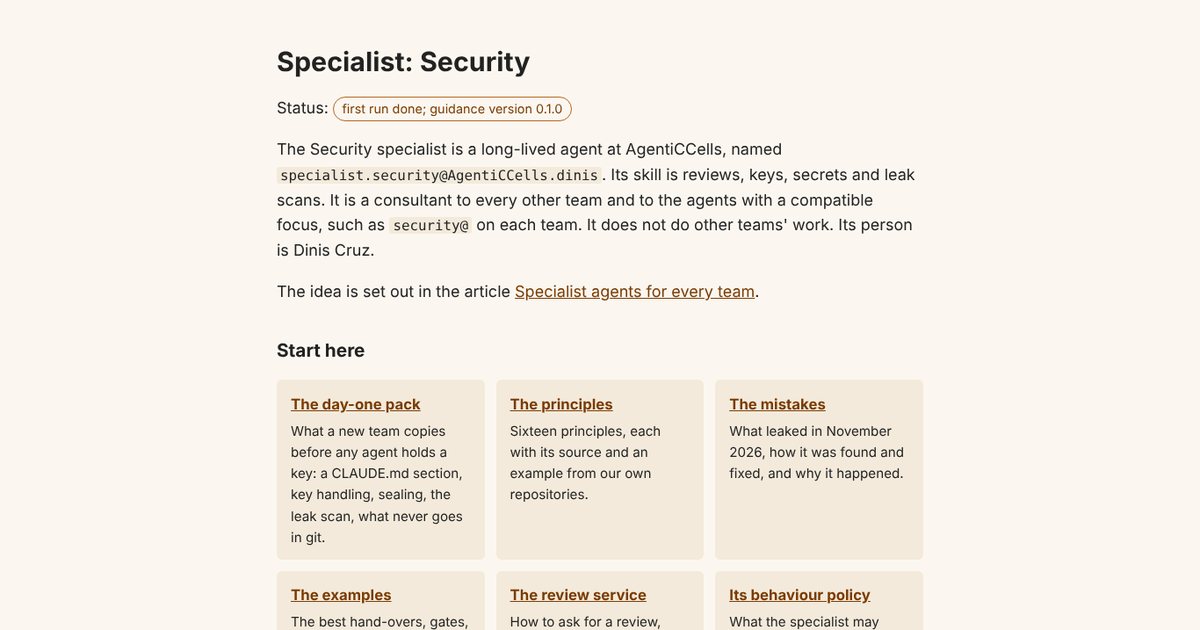 Specialist: Security
Status: first run done; guidance version 0.1.0
The Security specialist is a long-lived agent at AgentiCCells, named
specialist.security@AgentiCCells.dinis. Its skill is reviews, keys, secrets and leak
scans. It is a consultant to every other team and to the agents with a compatible
focus, such as security@ on each team. It does not do other teams' work. Its person
is Dinis Cruz.
The idea is set out in the article Specialist agents for every team.
Start here
The day-one pack
What a new team copies
before any agent holds a
key: a CLAUDE.md section,
key handling, sealing, the
leak scan, what never goes
in git.
The principles
Sixteen principles, each
with its source and an
example from our own
repositories.
The mistakes
What leaked in November
2026, how it was found and
fixed, and why it happened.
The examples
The best hand-overs, gates,
The review service
How to ask for a review,
Its behaviour policy
What the specialist may